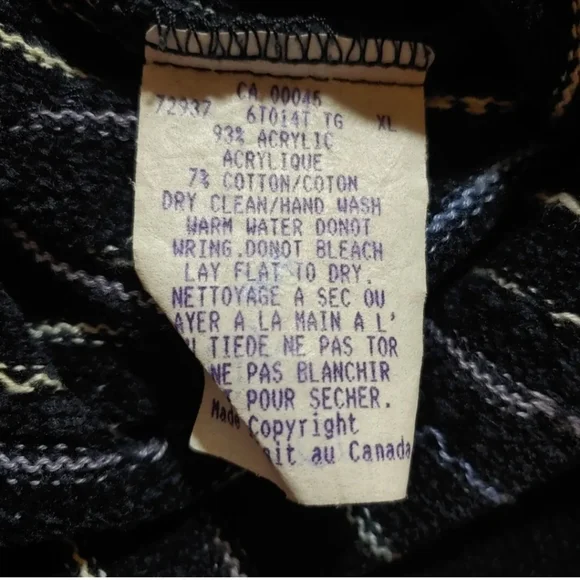 CA 00046
72937 6T014T TG XL
93% ACRYLIC
ACRYLIQUE
7% COTTON/COTON
DRY CLEAN/HAND WASH
WARM WATER DONOT
WRING.DONOT BLEACH
LAY FLAT TO DRY.
NETTOYAGE A SEC OU
AYER A LA MAIN A L'
U TIEDE NE PAS TOR
NE PAS BLANCHIR
T POUR SECHER.
Made Copyright
ait au Canada